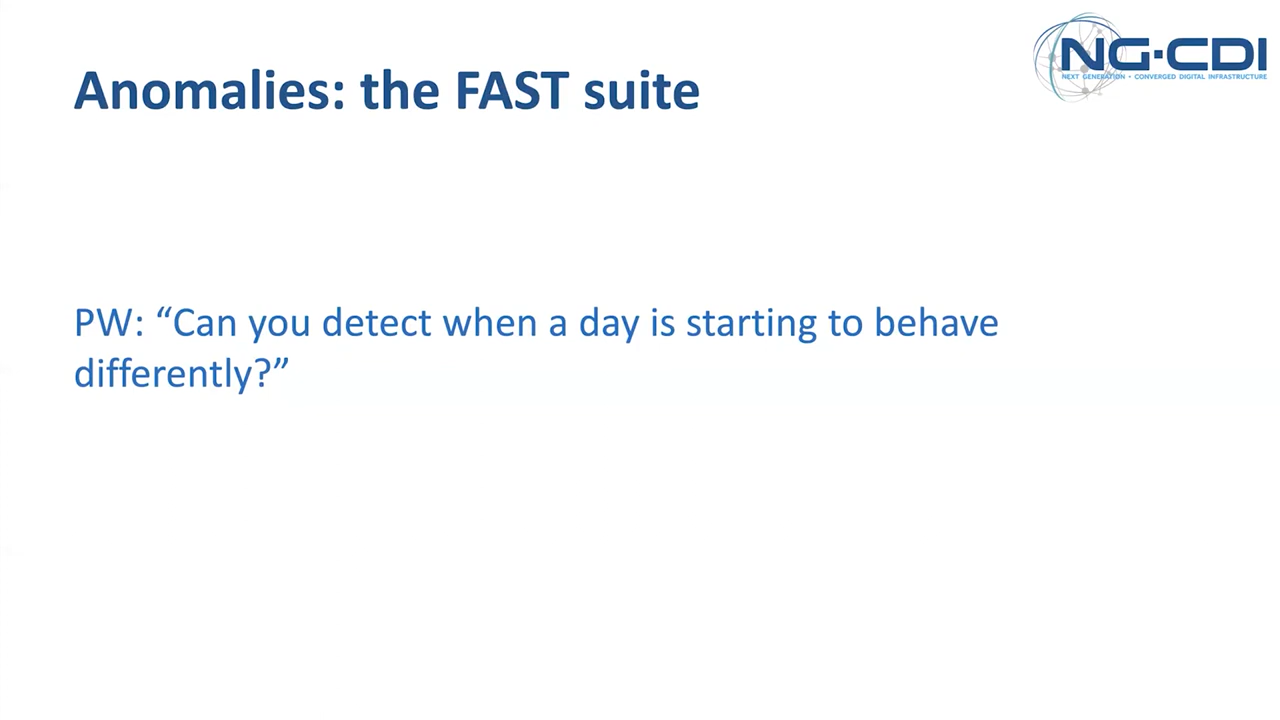 NG-CDI
NEXT GENERATION • CONVERGED DIGITAL INFRASTRUCTURE
Anomalies: the FAST suite
PW: “Can you detect when a day is starting to behave
differently?”